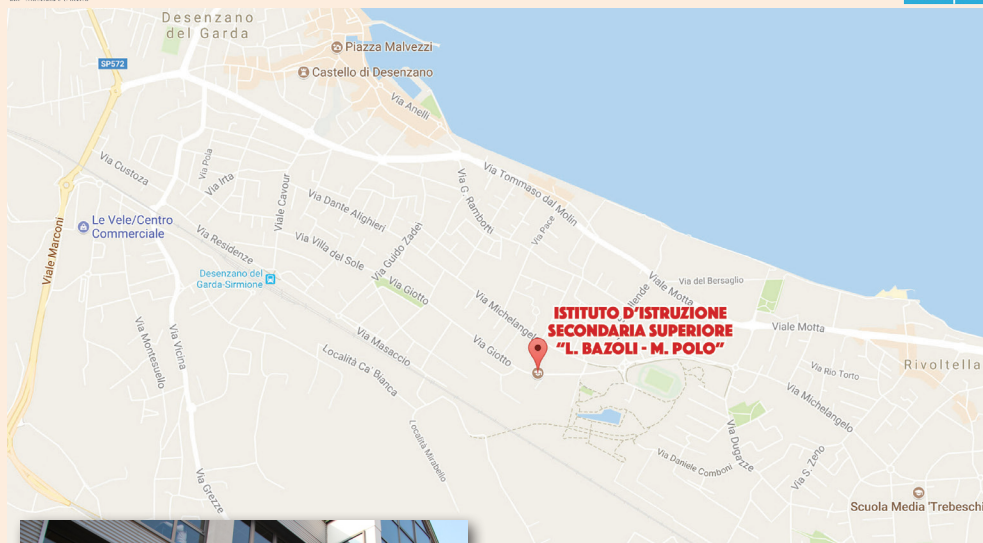 Desenzano
del Garda
Piazza Malvezzi
SP572
Castello di Desenzano
Via Anelli
Via Custoza
Via Pola
Via Irta
Viale Cavour
Via Tommaso dal Molin
Via G. Rambotti
Via Dante Alighieri
Via Pace
Le Vele/Centro
Commerciale
Viale Marconi
Via Residenze
Via Villa del Sole
Via Guido Zadei
Desenzano del
Garda-Sirmione
Via Giotto
Via del Bersaglio
Viale Motta
Via Michelangelo
llende
ISTITUTO D'ISTRUZIONE
SECONDARIA SUPERIORE
"L. BAZOLI - M. POLO"
Viale Motta
Via Montesuello
Via Vicina
Via Masaccio
Località Ca' Bianca
Via Giotto
Rivoltella
Via Rio Torto
Via Michelangelo
Località Mirabello
Via Dugazze
Via Daniele Comboni
Via S. Zeno
Via Grezze
Scuola Media 'Trebeschi